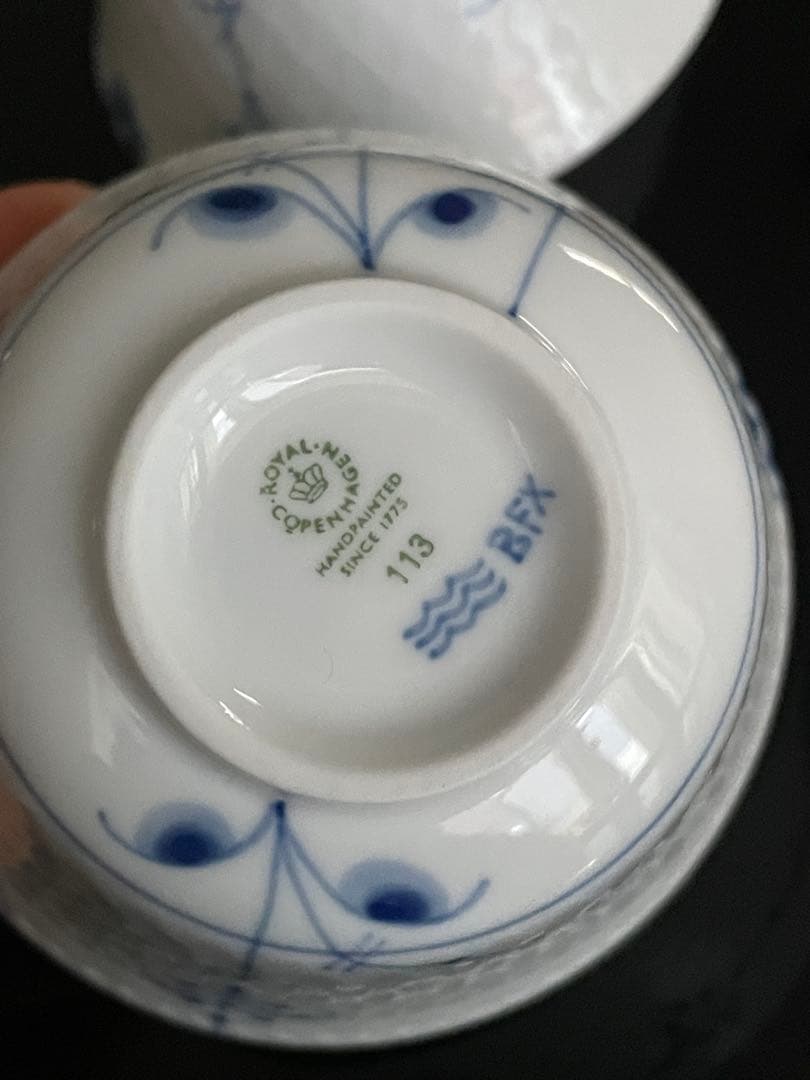 ROYAL
COPENHAGEN
HANDPAINTED
SINCE 1775
113
BFX